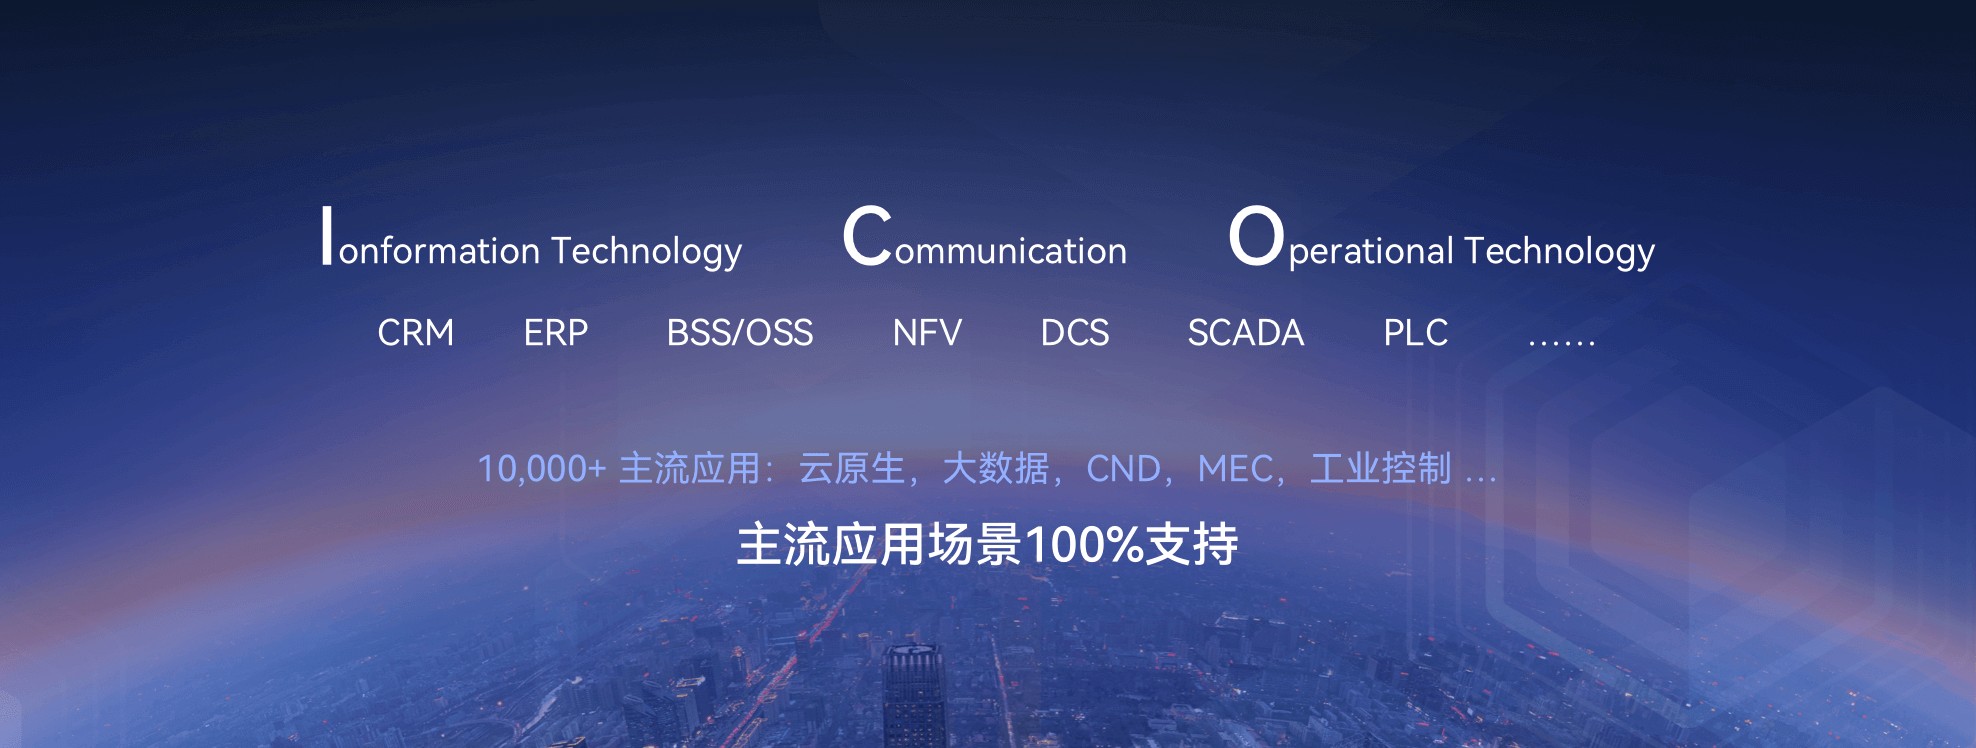 Ionformation Technology Communication Operational Technology
CRM ERP BSS/OSS NFV DCS SCADA PLC ……
10,000+ 主流应用：云原生，大数据，CND，MEC，工业控制 …
主流应用场景100%支持